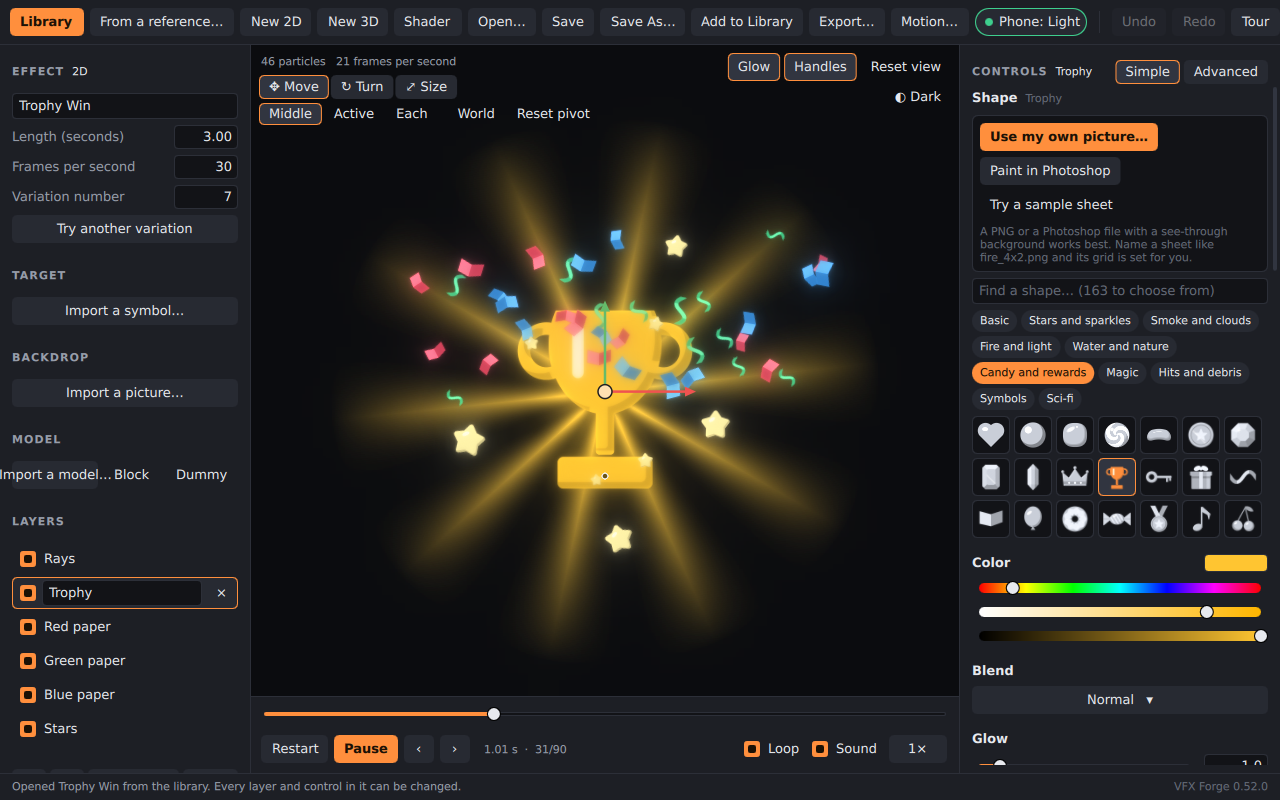 Library From a reference… New 2D New 3D Shader Open… Save Save As… Add to Library Export… Motion… Phone: Light Undo Redo Tour
EFFECT 2D
Trophy Win
Length (seconds) 3.00
Frames per second 30
Variation number 7
Try another variation
TARGET
Import a symbol…
BACKDROP
Import a picture…
MODEL
Import a model… Block Dummy
LAYERS
Rays
Trophy ×
Red paper
Green paper
Blue paper
Stars
46 particles 21 frames per second
Glow Handles Reset view
Move Turn Size
Dark
Middle Active Each World Reset pivot
Restart Pause ‹ › 1.01 s · 31/90 Loop Sound 1×
CONTROLS Trophy Simple Advanced
Shape Trophy
Use my own picture…
Paint in Photoshop
Try a sample sheet
A PNG or a Photoshop file with a see-through
background works best. Name a sheet like
fire_4x2.png and its grid is set for you.
Find a shape… (163 to choose from)
Basic Stars and sparkles Smoke and clouds
Fire and light Water and nature
Candy and rewards Magic Hits and debris
Symbols Sci-fi
Color
Blend
Normal ▾
Glow
1.0
Opened Trophy Win from the library. Every layer and control in it can be changed. VFX Forge 0.52.0